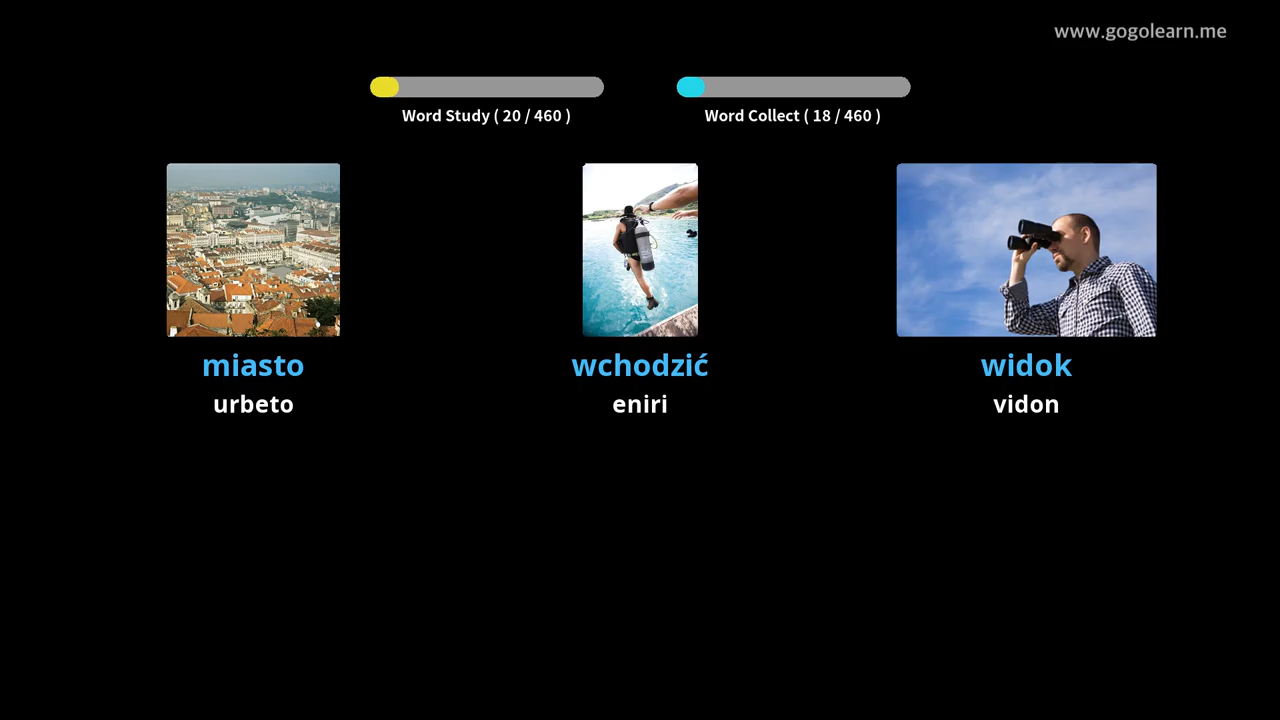 www.gogolearn.me
Word Study ( 20 / 460 )
Word Collect ( 18 / 460 )
miasto
urbeto
wchodzić
eniri
widok
vidon